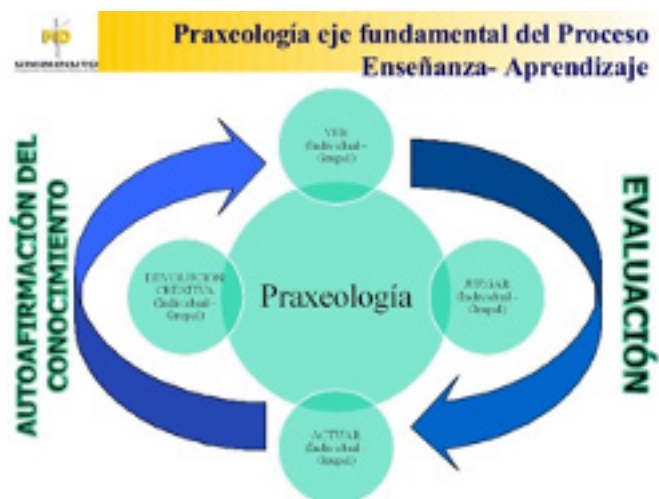 UNIMINUTO
Praxeología eje fundamental del Proceso
Enseñanza- Aprendizaje
VER
(Individual-
Grupal)
AUTOAFIRMACIÓN DEL
CONOCIMIENTO
DEVOLUCIÓN
CREATIVA
(Individual-
Grupal)
Praxeología
JUZGAR
(Individual-
Grupal)
EVALUACIÓN
ACTUAR
(Individual
Grupal)